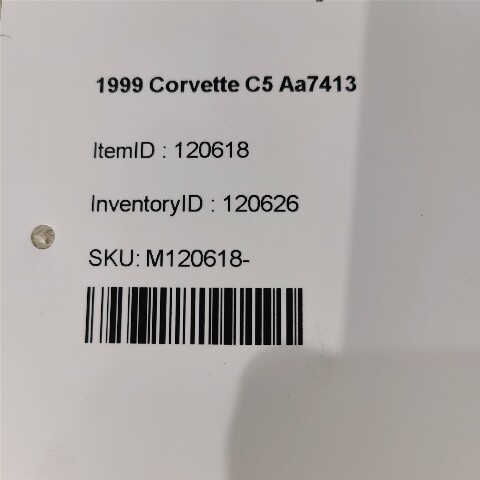 1999 Corvette C5 Aa7413
ItemID : 120618
InventoryID : 120626
SKU: M120618-